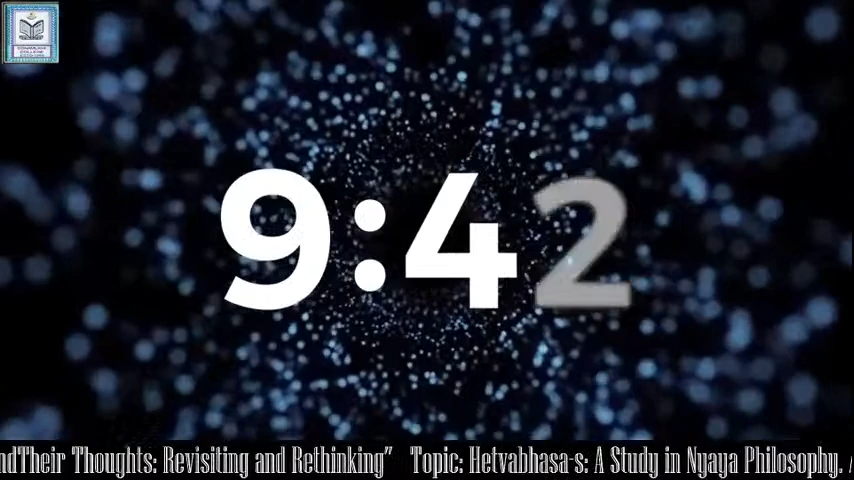 9:42
ndTheir Thoughts: Revisiting and Rethinking" Topic: Hetvabhasa-s: A Study in Nyaya Philosophy.